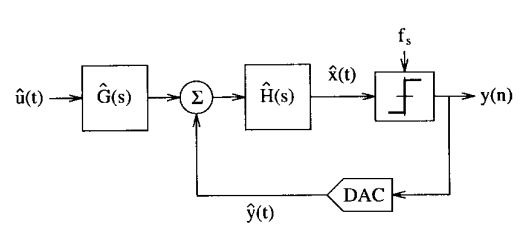 f_s
û(t)
Ĝ(s)
Σ
Ĥ(s)
x̂(t)
y(n)
DAC
ŷ(t)